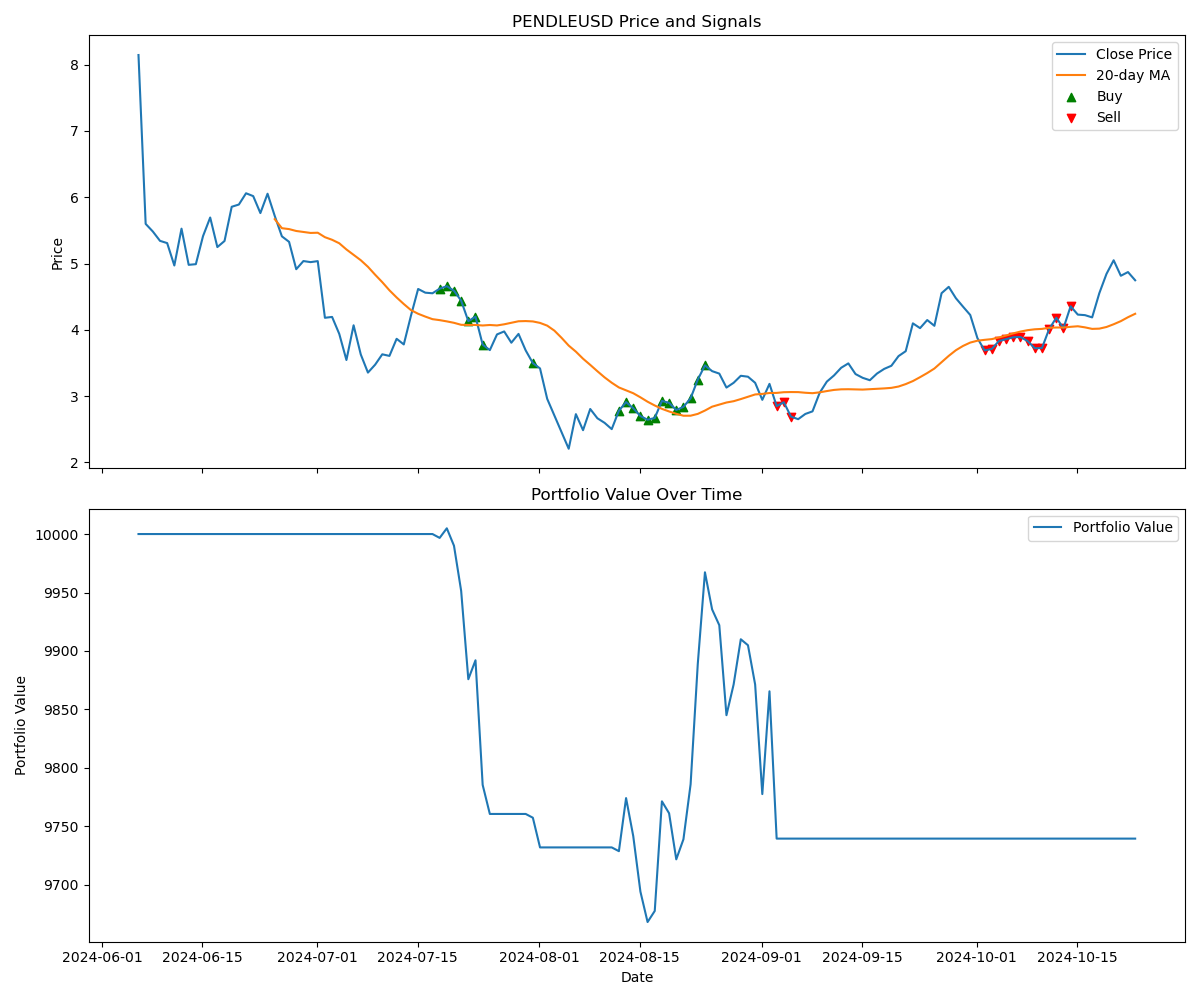 PENDLEUSD Price and Signals
Price
8
7
6
5
4
3
2
Close Price
20-day MA
Buy
Sell
Portfolio Value Over Time
Portfolio Value
10000
9950
9900
9850
9800
9750
9700
Portfolio Value
2024-06-01 2024-06-15 2024-07-01 2024-07-15 2024-08-01 2024-08-15 2024-09-01 2024-09-15 2024-10-01 2024-10-15
Date